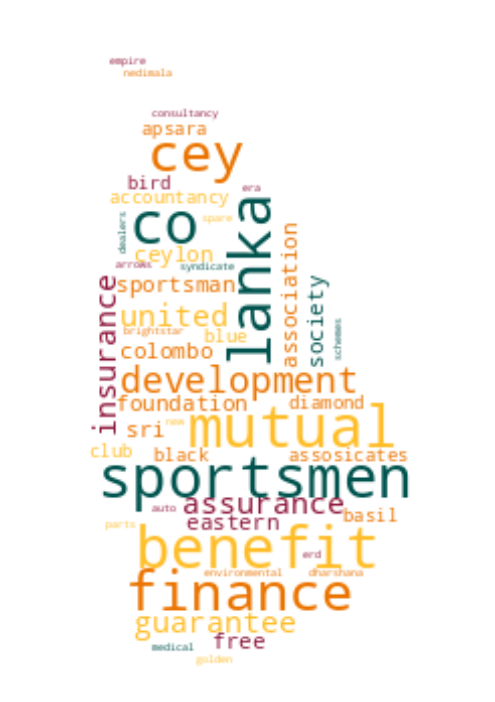 empire
nedimala
consultancy
apsara
cey
bird
era
accountancy
co
spare
dealers
lanka
ceylon
association
arrows
syndicate
sportsman
society
insurance
united
schemes
brightstar
blue
colombo
development
foundation
diamond
mutual
sri
new
club
black
assosicates
sportsmen
assurance
auto
basil
eastern
parts
benefit
erd
environmental
dharshana
finance
guarantee
free
medical
golden